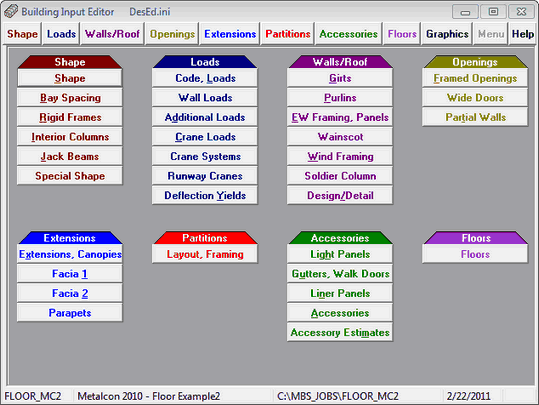 Building Input Editor DesEd.ini
Shape Loads Walls/Roof Openings Extensions Partitions Accessories Floors Graphics Menu Help
Shape
Shape
Bay Spacing
Rigid Frames
Interior Columns
Jack Beams
Special Shape
Loads
Code, Loads
Wall Loads
Additional Loads
Crane Loads
Crane Systems
Runway Cranes
Deflection Yields
Walls/Roof
Girts
Purlins
EW Framing, Panels
Wainscot
Wind Framing
Soldier Column
Design/Detail
Openings
Framed Openings
Wide Doors
Partial Walls
Extensions
Extensions, Canopies
Facia 1
Facia 2
Parapets
Partitions
Layout, Framing
Accessories
Light Panels
Gutters, Walk Doors
Liner Panels
Accessories
Accessory Estimates
Floors
Floors
FLOOR_MC2 Metalcon 2010 - Floor Example2 C:\MBS_JOBS\FLOOR_MC2 2/22/2011